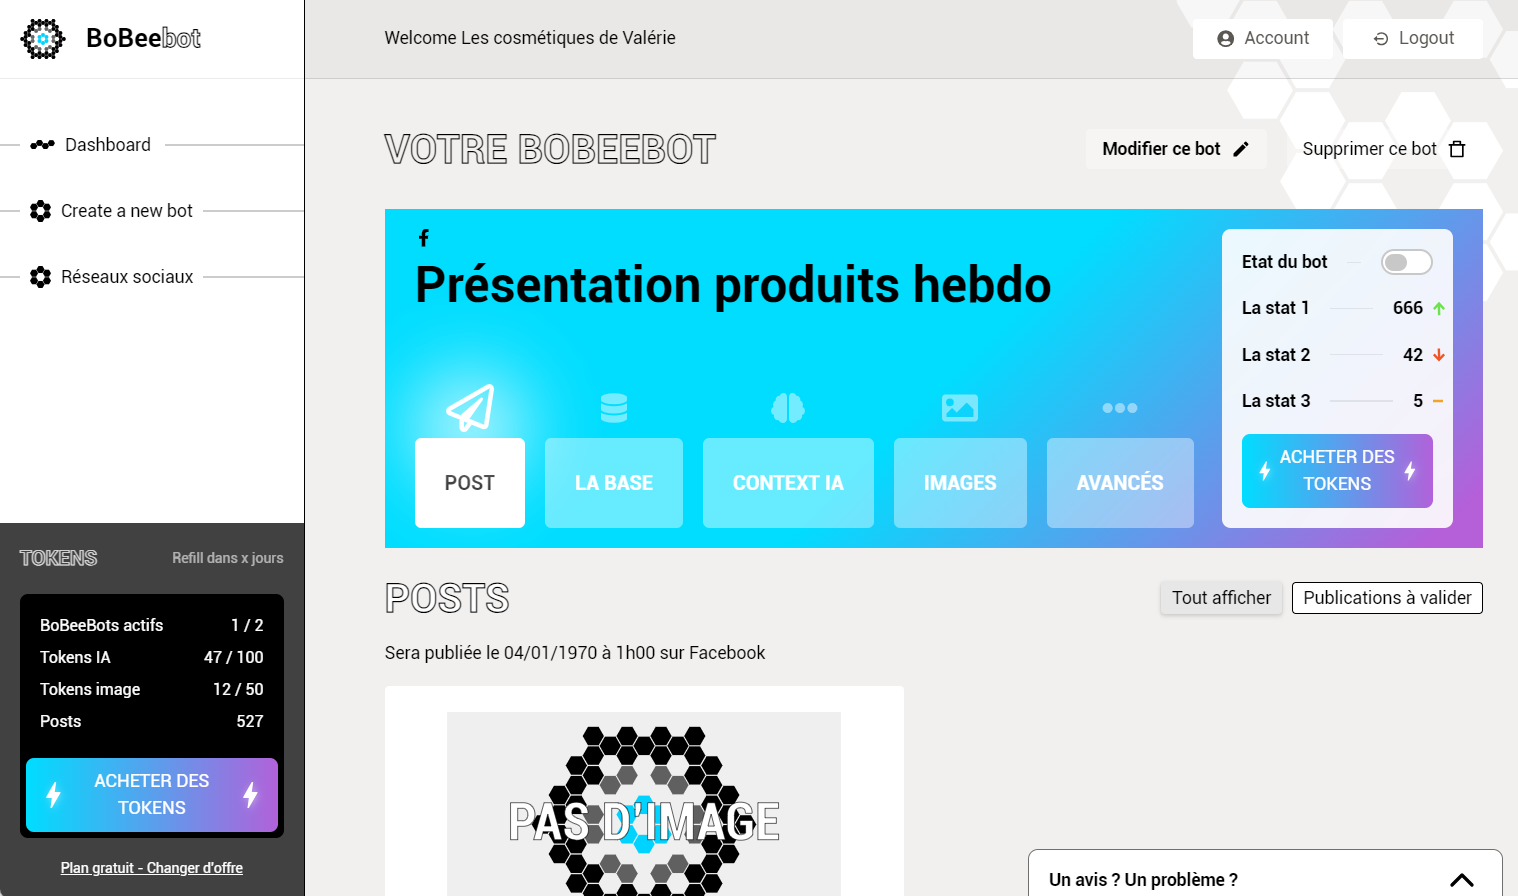 BoBeebot
Welcome Les cosmétiques de Valérie
Account
Logout
Dashboard
Create a new bot
Réseaux sociaux
TOKENS
Refill dans x jours
BoBeeBots actifs 1 / 2
Tokens IA 47 / 100
Tokens image 12 / 50
Posts 527
ACHETER DES
TOKENS
Plan gratuit - Changer d'offre
VOTRE BOBEEBOT
Modifier ce bot
Supprimer ce bot
Présentation produits hebdo
POST
LA BASE
CONTEXT IA
IMAGES
AVANCÉS
Etat du bot
La stat 1 666
La stat 2 42
La stat 3 5
ACHETER DES
TOKENS
POSTS
Tout afficher
Publications à valider
Sera publiée le 04/01/1970 à 1h00 sur Facebook
PAS D'IMAGE
Un avis ? Un problème ?